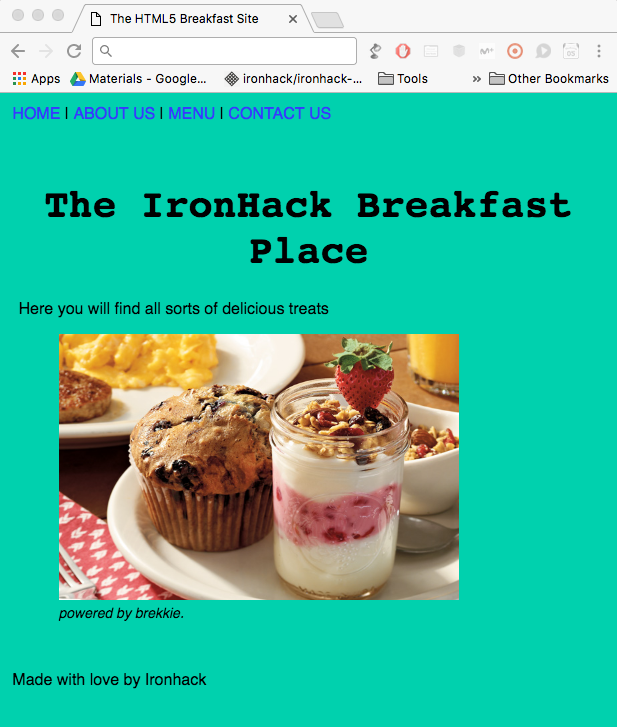 The HTML5 Breakfast Site
Apps Materials - Google... ironhack/ironhack-... Tools » Other Bookmarks
HOME | ABOUT US | MENU | CONTACT US
The IronHack Breakfast
Place
Here you will find all sorts of delicious treats
powered by brekkie.
Made with love by Ironhack